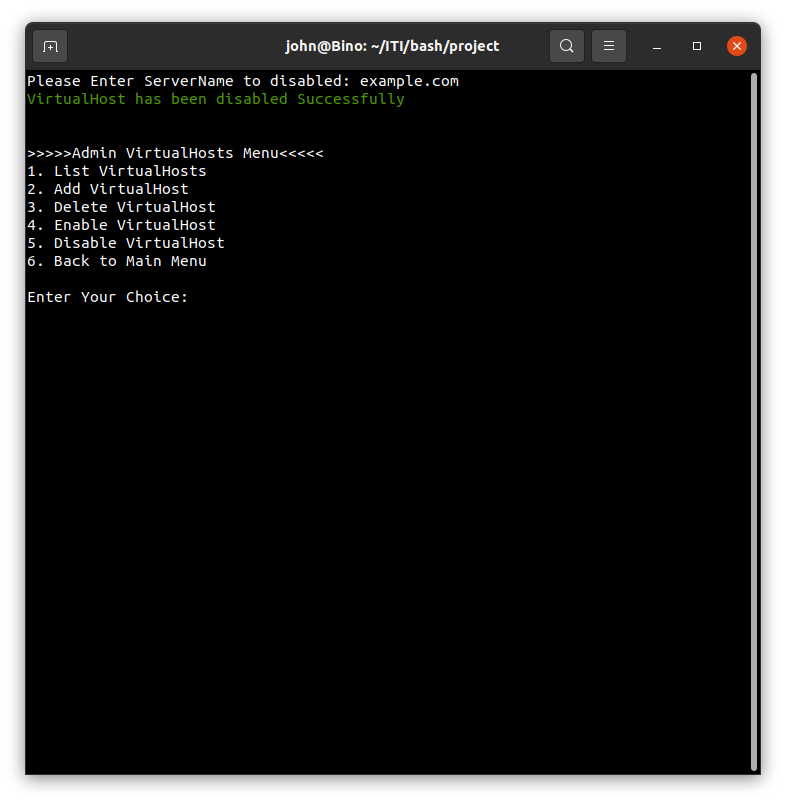 john@Bino: ~/ITI/bash/project
Please Enter ServerName to disabled: example.com
VirtualHost has been disabled Successfully
>>>>>Admin VirtualHosts Menu<<<<<
1. List VirtualHosts
2. Add VirtualHost
3. Delete VirtualHost
4. Enable VirtualHost
5. Disable VirtualHost
6. Back to Main Menu
Enter Your Choice: